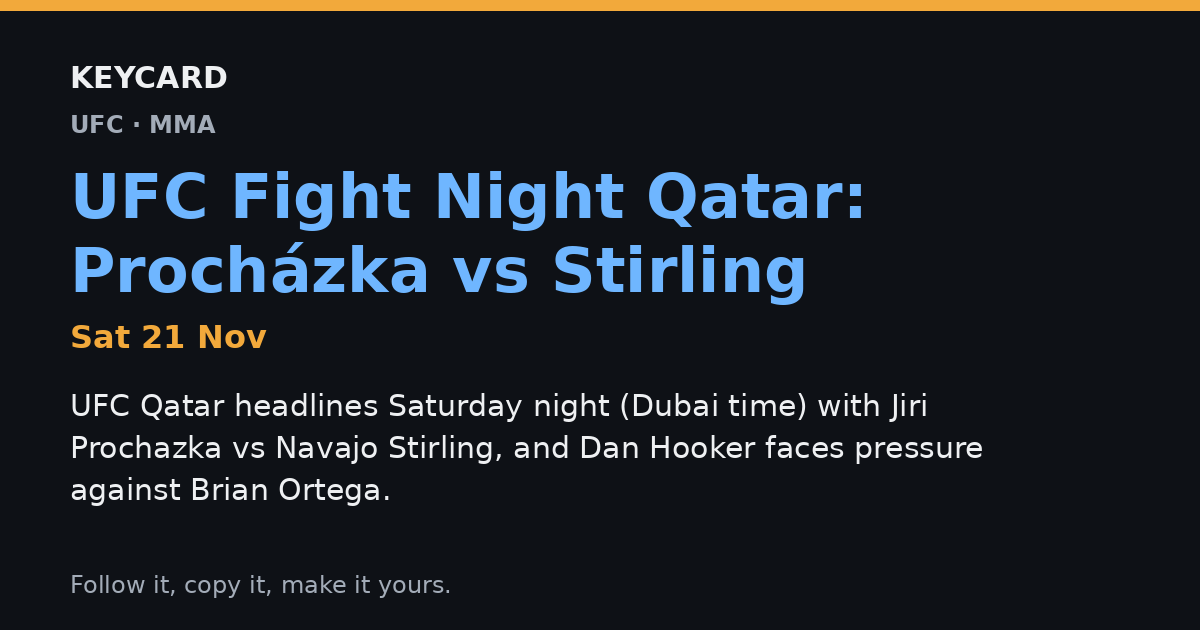 KEYCARD
UFC · MMA
UFC Fight Night Qatar:
Procházka vs Stirling
Sat 21 Nov
UFC Qatar headlines Saturday night (Dubai time) with Jiri
Prochazka vs Navajo Stirling, and Dan Hooker faces pressure
against Brian Ortega.
Follow it, copy it, make it yours.